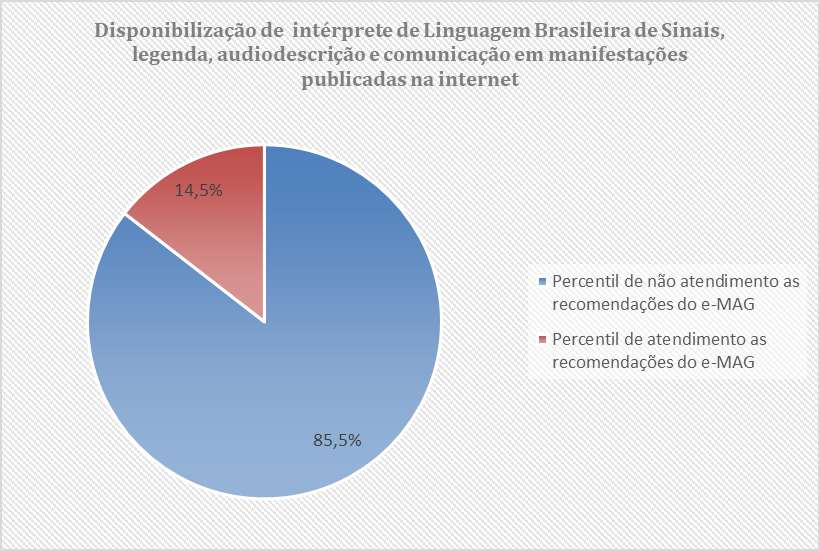 Disponibilização de intérprete de Linguagem Brasileira de Sinais,
legenda, audiodescrição e comunicação em manifestações
publicadas na internet
14,5%
85,5%
Percentil de não atendimento as
recomendações do e-MAG
Percentil de atendimento as
recomendações do e-MAG